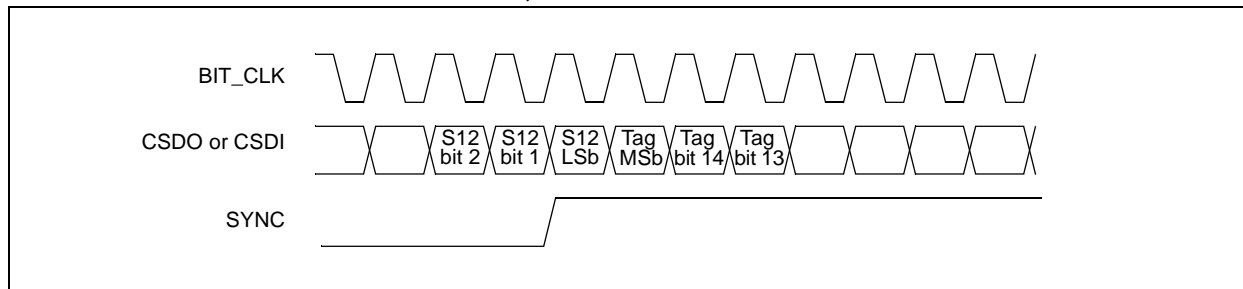 BIT_CLK
CSDO or CSDI
S12 bit 2
S12 bit 1
S12 LSb
Tag MSb
Tag bit 14
Tag bit 13
SYNC